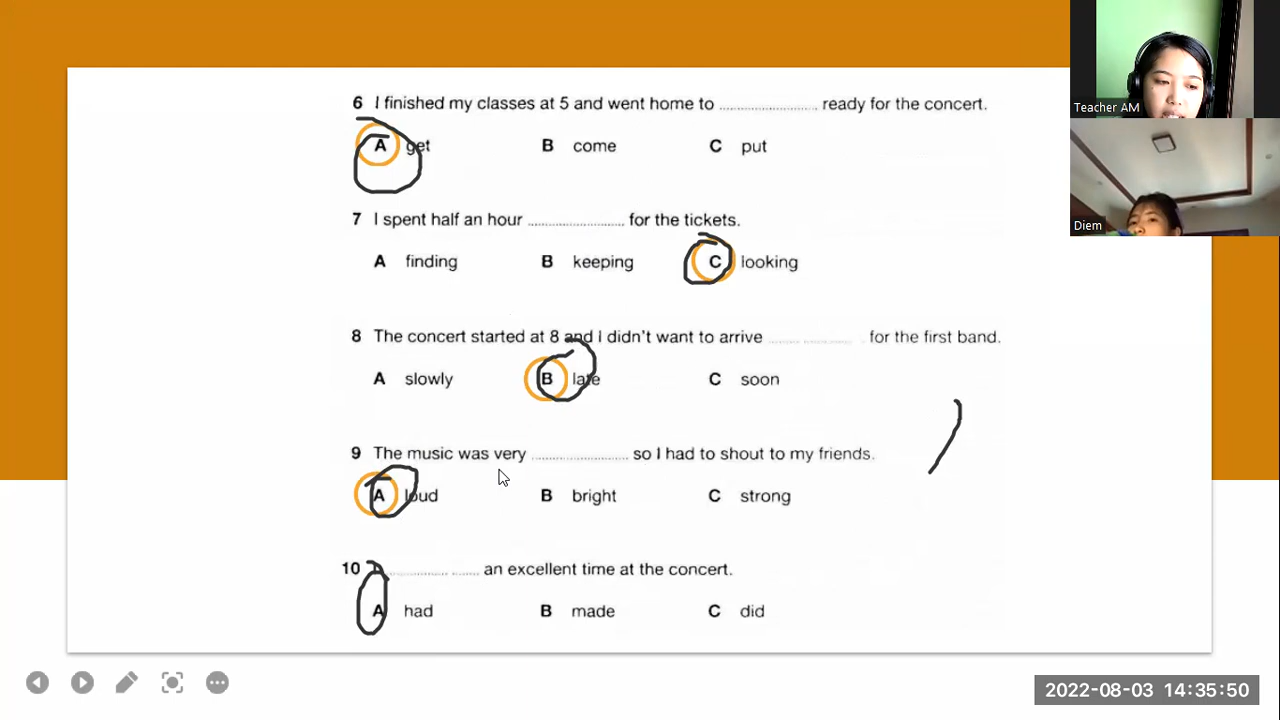 6 I finished my classes at 5 and went home to .................... ready for the concert.
A get B come C put
7 I spent half an hour .................... for the tickets.
A finding B keeping C looking
8 The concert started at 8 and I didn't want to arrive .................... for the first band.
A slowly B late C soon
9 The music was very .................... so I had to shout to my friends.
A loud B bright C strong
10 .................... an excellent time at the concert.
A had B made C did
Teacher AM
Diem
2022-08-03 14:35:50